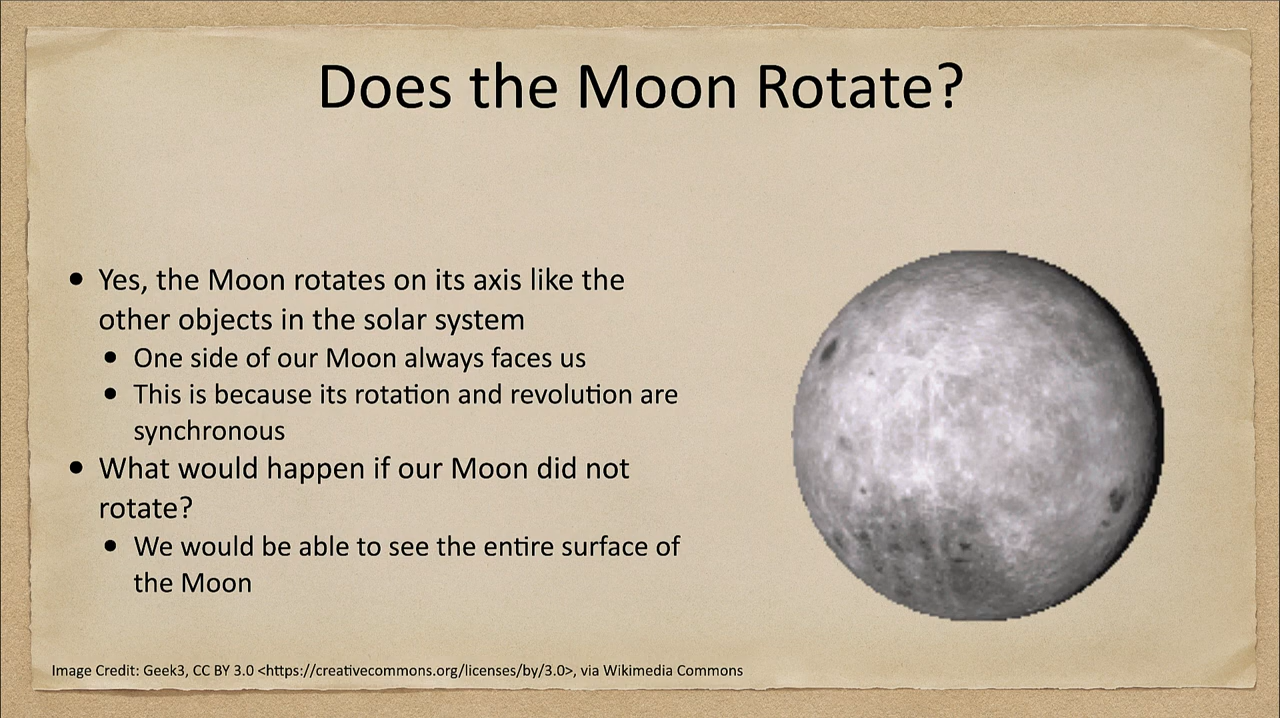 Does the Moon Rotate?
• Yes, the Moon rotates on its axis like the
other objects in the solar system
• One side of our Moon always faces us
• This is because its rotation and revolution are
synchronous
• What would happen if our Moon did not
rotate?
• We would be able to see the entire surface of
the Moon
Image Credit: Geek3, CC BY 3.0 <https://creativecommons.org/licenses/by/3.0>, via Wikimedia Commons